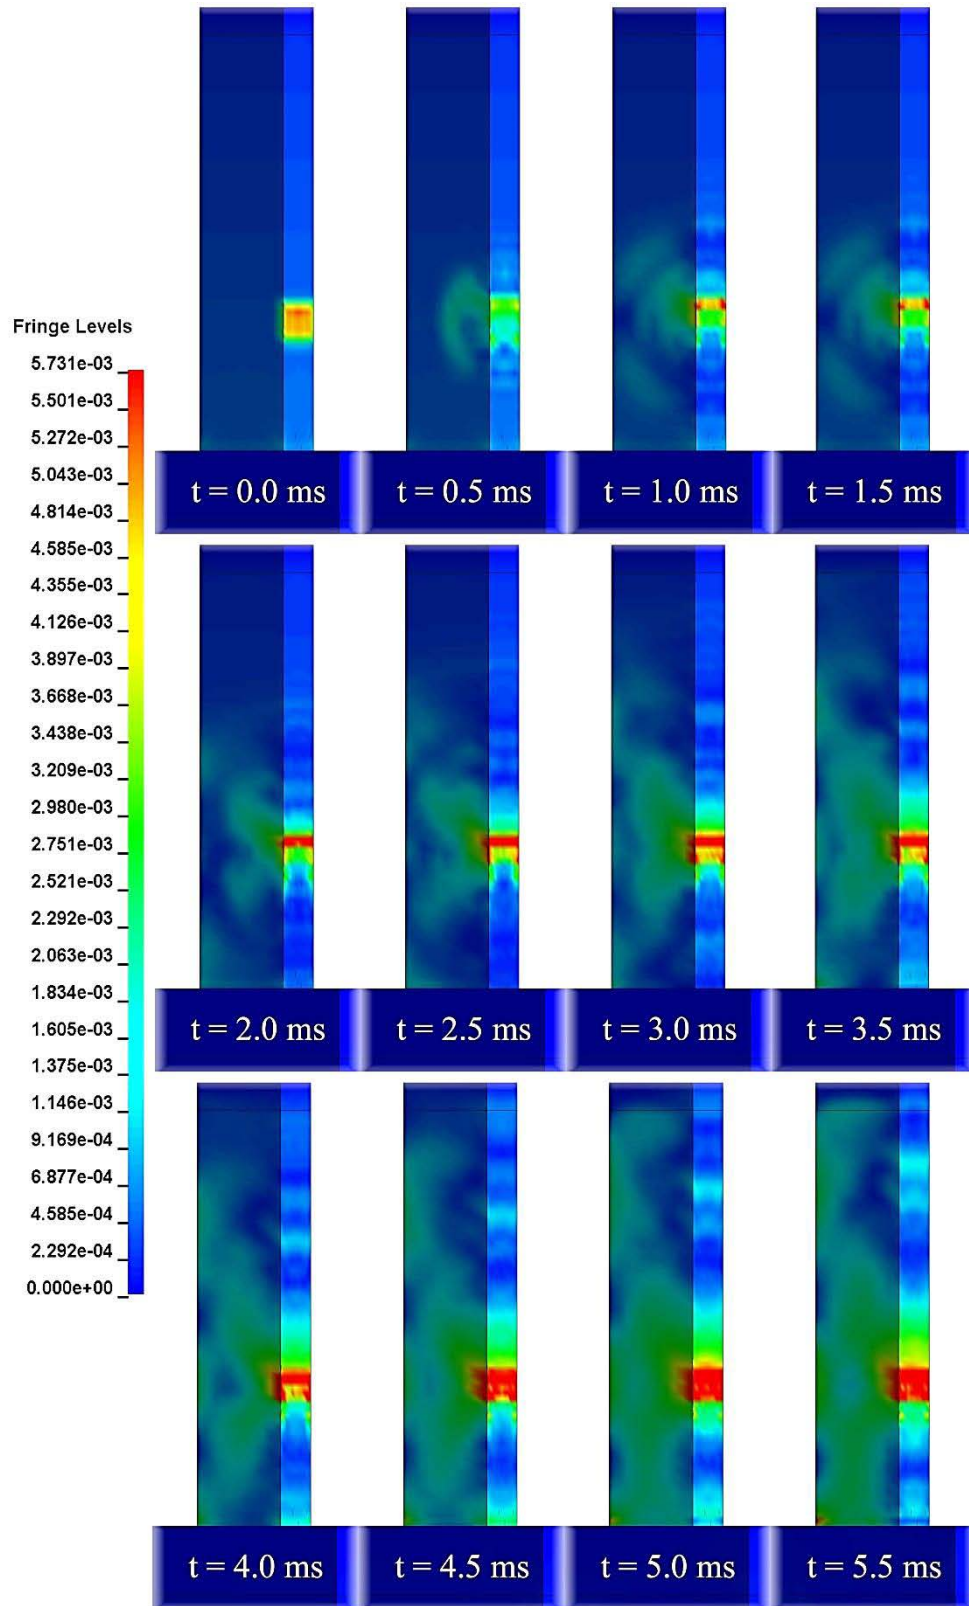 Fringe Levels
5.731e-03
5.501e-03
5.272e-03
5.043e-03
4.814e-03
4.585e-03
4.355e-03
4.126e-03
3.897e-03
3.668e-03
3.438e-03
3.209e-03
2.980e-03
2.751e-03
2.521e-03
2.292e-03
2.063e-03
1.834e-03
1.605e-03
1.375e-03
1.146e-03
9.169e-04
6.877e-04
4.585e-04
2.292e-04
0.000e+00
t = 0.0 ms
t = 0.5 ms
t = 1.0 ms
t = 1.5 ms
t = 2.0 ms
t = 2.5 ms
t = 3.0 ms
t = 3.5 ms
t = 4.0 ms
t = 4.5 ms
t = 5.0 ms
t = 5.5 ms